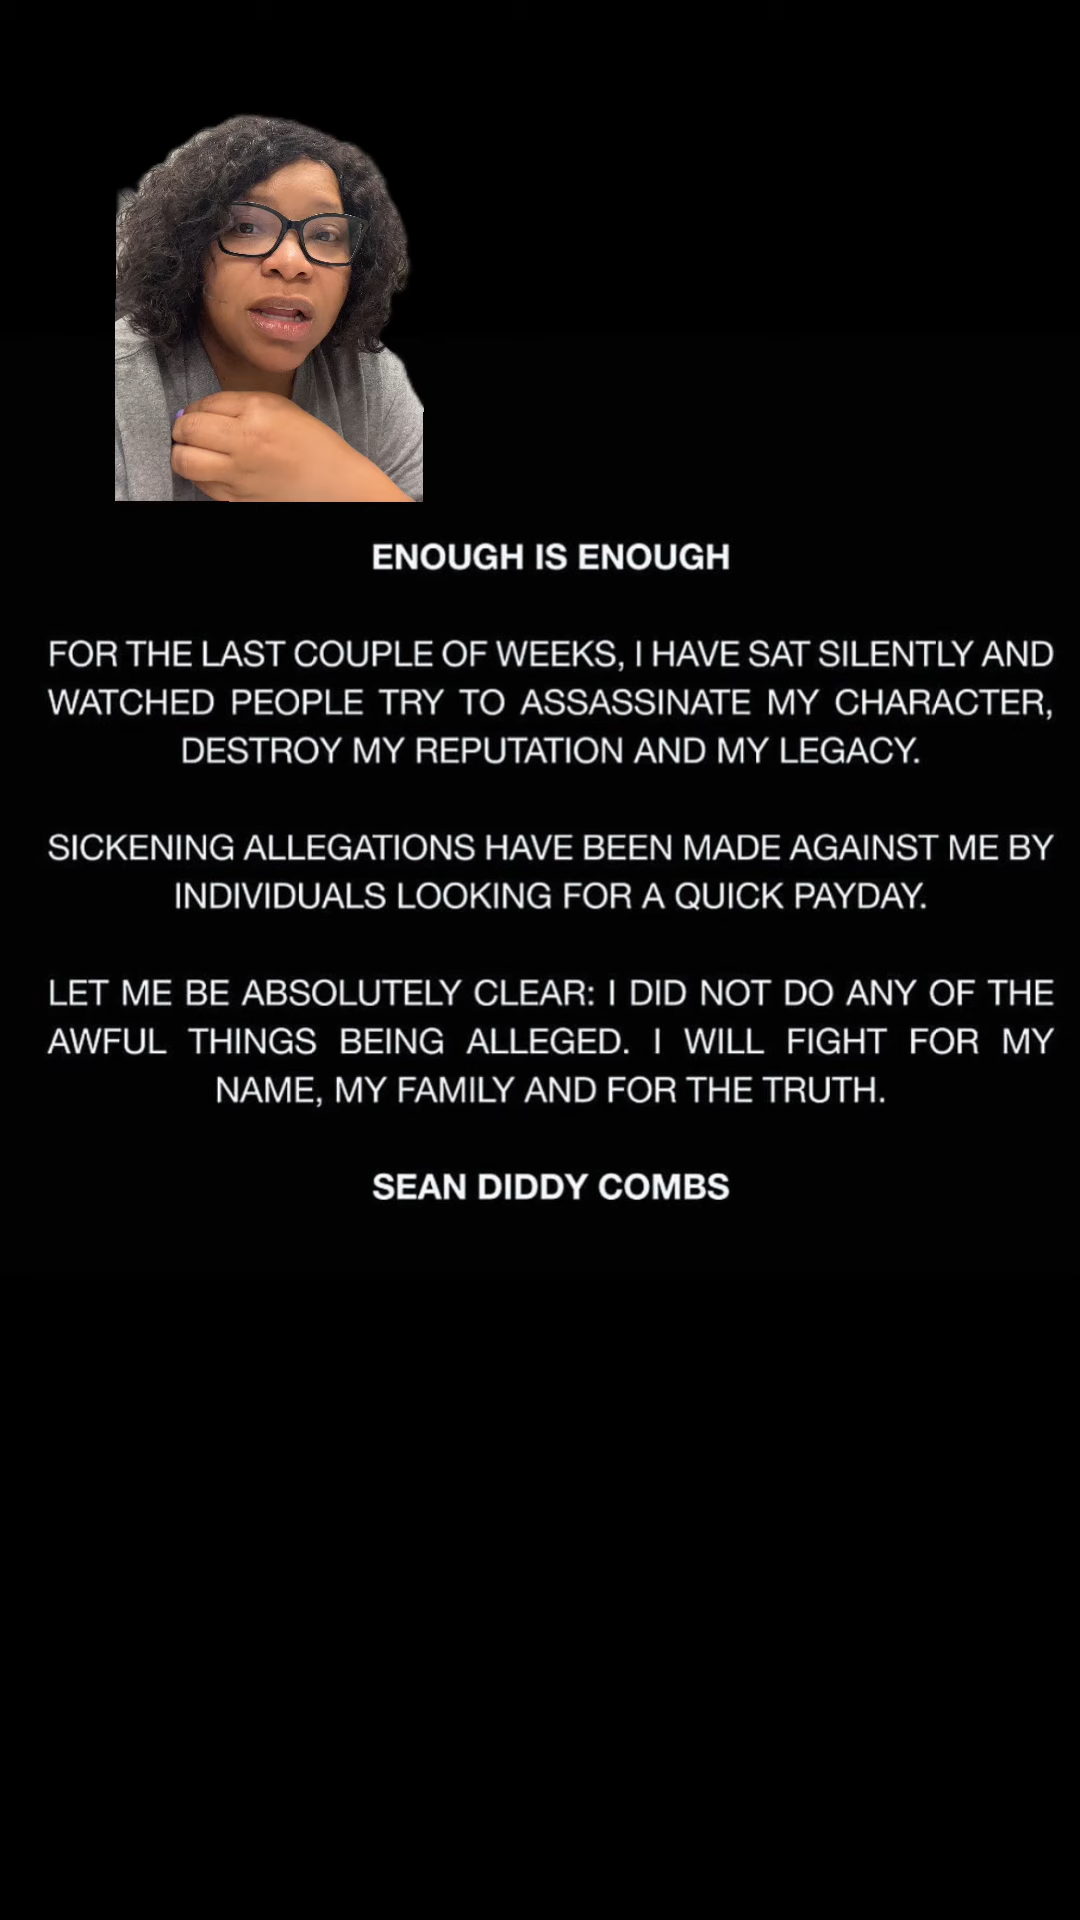 ENOUGH IS ENOUGH
FOR THE LAST COUPLE OF WEEKS, I HAVE SAT SILENTLY AND
WATCHED PEOPLE TRY TO ASSASSINATE MY CHARACTER,
DESTROY MY REPUTATION AND MY LEGACY.
SICKENING ALLEGATIONS HAVE BEEN MADE AGAINST ME BY
INDIVIDUALS LOOKING FOR A QUICK PAYDAY.
LET ME BE ABSOLUTELY CLEAR: I DID NOT DO ANY OF THE
AWFUL THINGS BEING ALLEGED. I WILL FIGHT FOR MY
NAME, MY FAMILY AND FOR THE TRUTH.
SEAN DIDDY COMBS